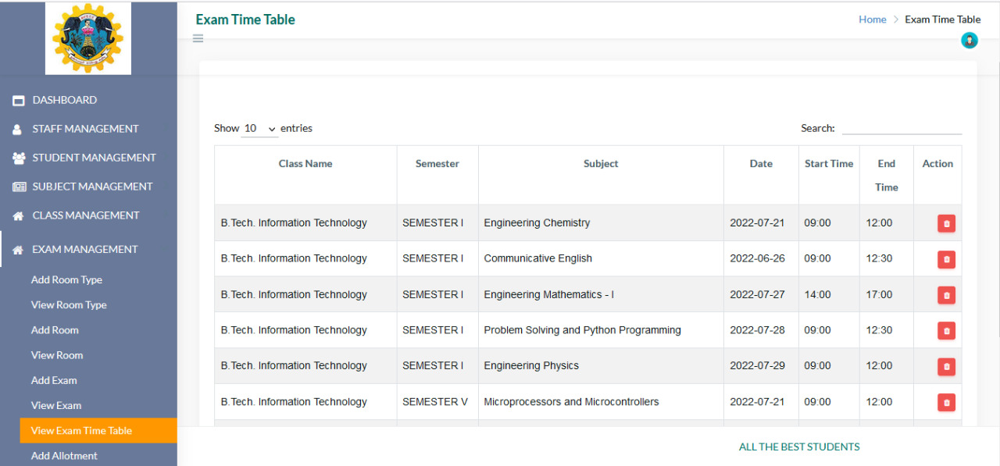 Exam Time Table
Home > Exam Time Table
DASHBOARD
STAFF MANAGEMENT
STUDENT MANAGEMENT
SUBJECT MANAGEMENT
CLASS MANAGEMENT
EXAM MANAGEMENT
Add Room Type
View Room Type
Add Room
View Room
Add Exam
View Exam
View Exam Time Table
Add Allotment
Show 10 entries
Search:
Class Name Semester Subject Date Start Time End Time Action
B.Tech. Information Technology SEMESTER I Engineering Chemistry 2022-07-21 09:00 12:00
B.Tech. Information Technology SEMESTER I Communicative English 2022-06-26 09:00 12:30
B.Tech. Information Technology SEMESTER I Engineering Mathematics - I 2022-07-27 14:00 17:00
B.Tech. Information Technology SEMESTER I Problem Solving and Python Programming 2022-07-28 09:00 12:30
B.Tech. Information Technology SEMESTER I Engineering Physics 2022-07-29 09:00 12:00
B.Tech. Information Technology SEMESTER V Microprocessors and Microcontrollers 2022-07-21 09:00 12:00
ALL THE BEST STUDENTS